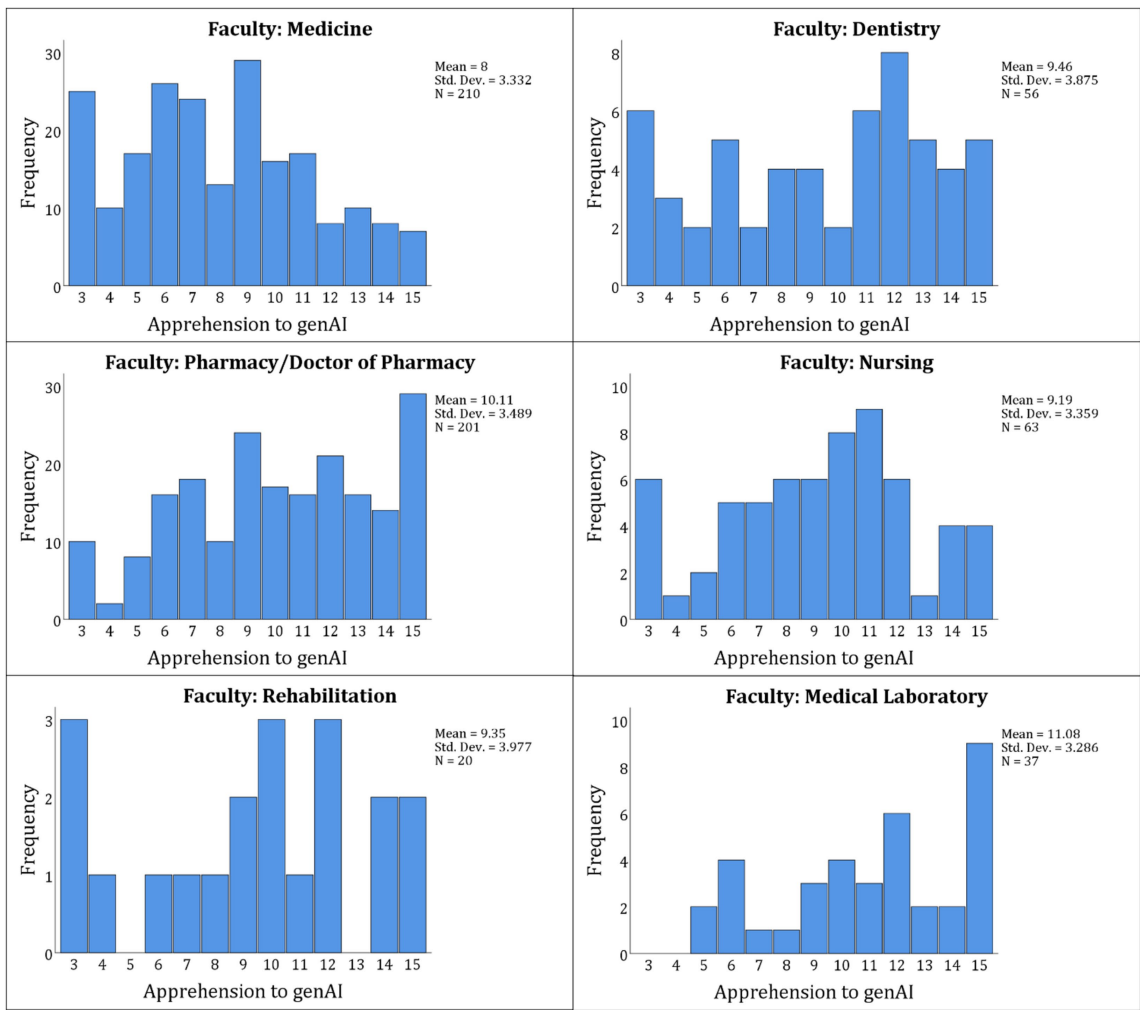 Faculty: Medicine
Mean = 8
Std. Dev. = 3.332
N = 210
Frequency
30
20
10
0
3 4 5 6 7 8 9 10 11 12 13 14 15
Apprehension to genAI
Faculty: Dentistry
Mean = 9.46
Std. Dev. = 3.875
N = 56
Frequency
8
6
4
2
0
3 4 5 6 7 8 9 10 11 12 13 14 15
Apprehension to genAI
Faculty: Pharmacy/Doctor of Pharmacy
Mean = 10.11
Std. Dev. = 3.489
N = 201
Frequency
30
20
10
0
3 4 5 6 7 8 9 10 11 12 13 14 15
Apprehension to genAI
Faculty: Nursing
Mean = 9.19
Std. Dev. = 3.359
N = 63
Frequency
10
8
6
4
2
0
3 4 5 6 7 8 9 10 11 12 13 14 15
Apprehension to genAI
Faculty: Rehabilitation
Mean = 9.35
Std. Dev. = 3.977
N = 20
Frequency
3
2
1
0
3 4 5 6 7 8 9 10 11 12 13 14 15
Apprehension to genAI
Faculty: Medical Laboratory
Mean = 11.08
Std. Dev. = 3.286
N = 37
Frequency
10
8
6
4
2
0
3 4 5 6 7 8 9 10 11 12 13 14 15
Apprehension to genAI